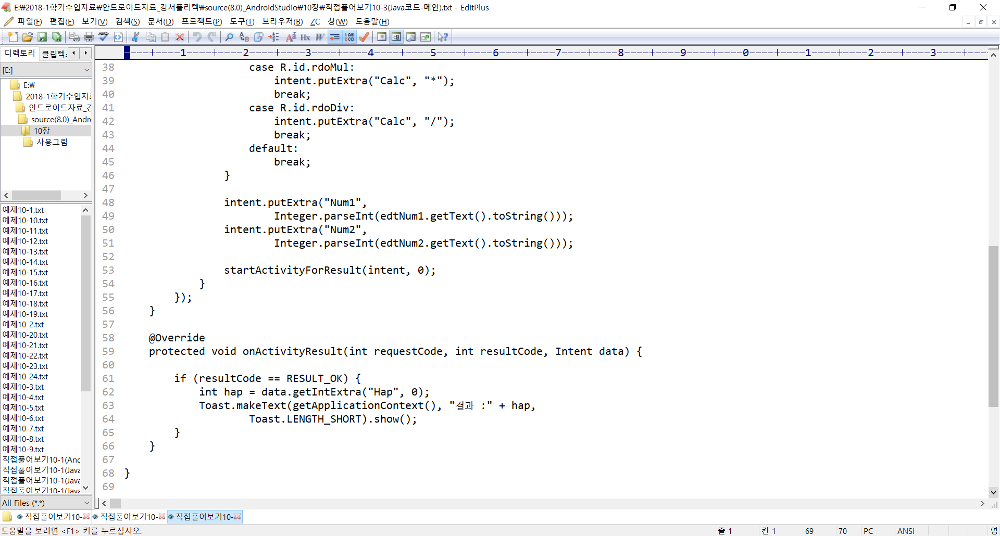 E:₩2018-1학기수업자료₩안드로이드자료_강서폴리텍₩source(8.0)_AndroidStudio₩10장₩직접풀어보기10-3(Java코드-메인).txt - EditPlus
파일(F) 편집(E) 보기(V) 검색(S) 문서(D) 프로젝트(P) 도구(T) 브라우저(B) ZC 창(W) 도움말(H)
디렉토리 클립텍
[E:]
E:₩
2018-1학기수업자
안드로이드자료_강
source(8.0)_Andro
10장
사용그림
예제10-1.txt
예제10-10.txt
예제10-11.txt
예제10-12.txt
예제10-13.txt
예제10-14.txt
예제10-15.txt
예제10-16.txt
예제10-17.txt
예제10-18.txt
예제10-19.txt
예제10-2.txt
예제10-20.txt
예제10-21.txt
예제10-22.txt
예제10-23.txt
예제10-24.txt
예제10-3.txt
예제10-4.txt
예제10-5.txt
예제10-6.txt
예제10-7.txt
예제10-8.txt
예제10-9.txt
직접풀어보기10-1(Anc
직접풀어보기10-1(Java
직접풀어보기10-1(Java
직접풀어보기10-1(Java
All Files (*.*)
----+----1----+----2----+----3----+----4----+----5----+----6----+----7----+----8----+----9----+----0----+----1----+----2----+----3----+---
38 case R.id.rdoMul:
39 intent.putExtra("Calc", "*");
40 break;
41 case R.id.rdoDiv:
42 intent.putExtra("Calc", "/");
43 break;
44 default:
45 break;
46 }
47
48 intent.putExtra("Num1",
49 Integer.parseInt(edtNum1.getText().toString()));
50 intent.putExtra("Num2",
51 Integer.parseInt(edtNum2.getText().toString()));
52
53 startActivityForResult(intent, 0);
54 }
55 });
56 }
57
58 @Override
59 protected void onActivityResult(int requestCode, int resultCode, Intent data) {
60
61 if (resultCode == RESULT_OK) {
62 int hap = data.getIntExtra("Hap", 0);
63 Toast.makeText(getApplicationContext(), "결과 :" + hap,
64 Toast.LENGTH_SHORT).show();
65 }
66 }
67
68 }
69
직접풀어보기10- 직접풀어보기10- 직접풀어보기10-
도움말을 보려면 <F1> 키를 누르십시오. 줄 1 칸 1 69 70 PC ANSI 영